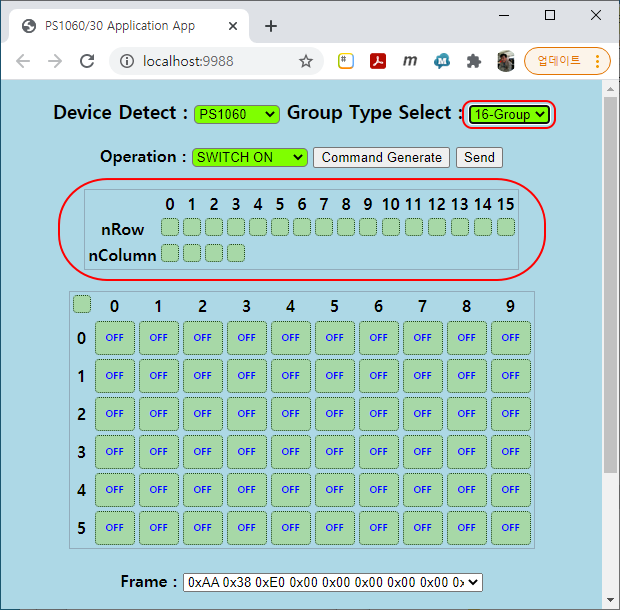 PS1060/30 Application App
localhost:9988
m
업데이트
Device Detect : PS1060 Group Type Select : 16-Group
Operation : SWITCH ON Command Generate Send
0 1 2 3 4 5 6 7 8 9 10 11 12 13 14 15
nRow
nColumn
0 1 2 3 4 5 6 7 8 9
0 OFF OFF OFF OFF OFF OFF OFF OFF OFF OFF
1 OFF OFF OFF OFF OFF OFF OFF OFF OFF OFF
2 OFF OFF OFF OFF OFF OFF OFF OFF OFF OFF
3 OFF OFF OFF OFF OFF OFF OFF OFF OFF OFF
4 OFF OFF OFF OFF OFF OFF OFF OFF OFF OFF
5 OFF OFF OFF OFF OFF OFF OFF OFF OFF OFF
Frame : 0xAA 0x38 0xE0 0x00 0x00 0x00 0x00 0x00 0x